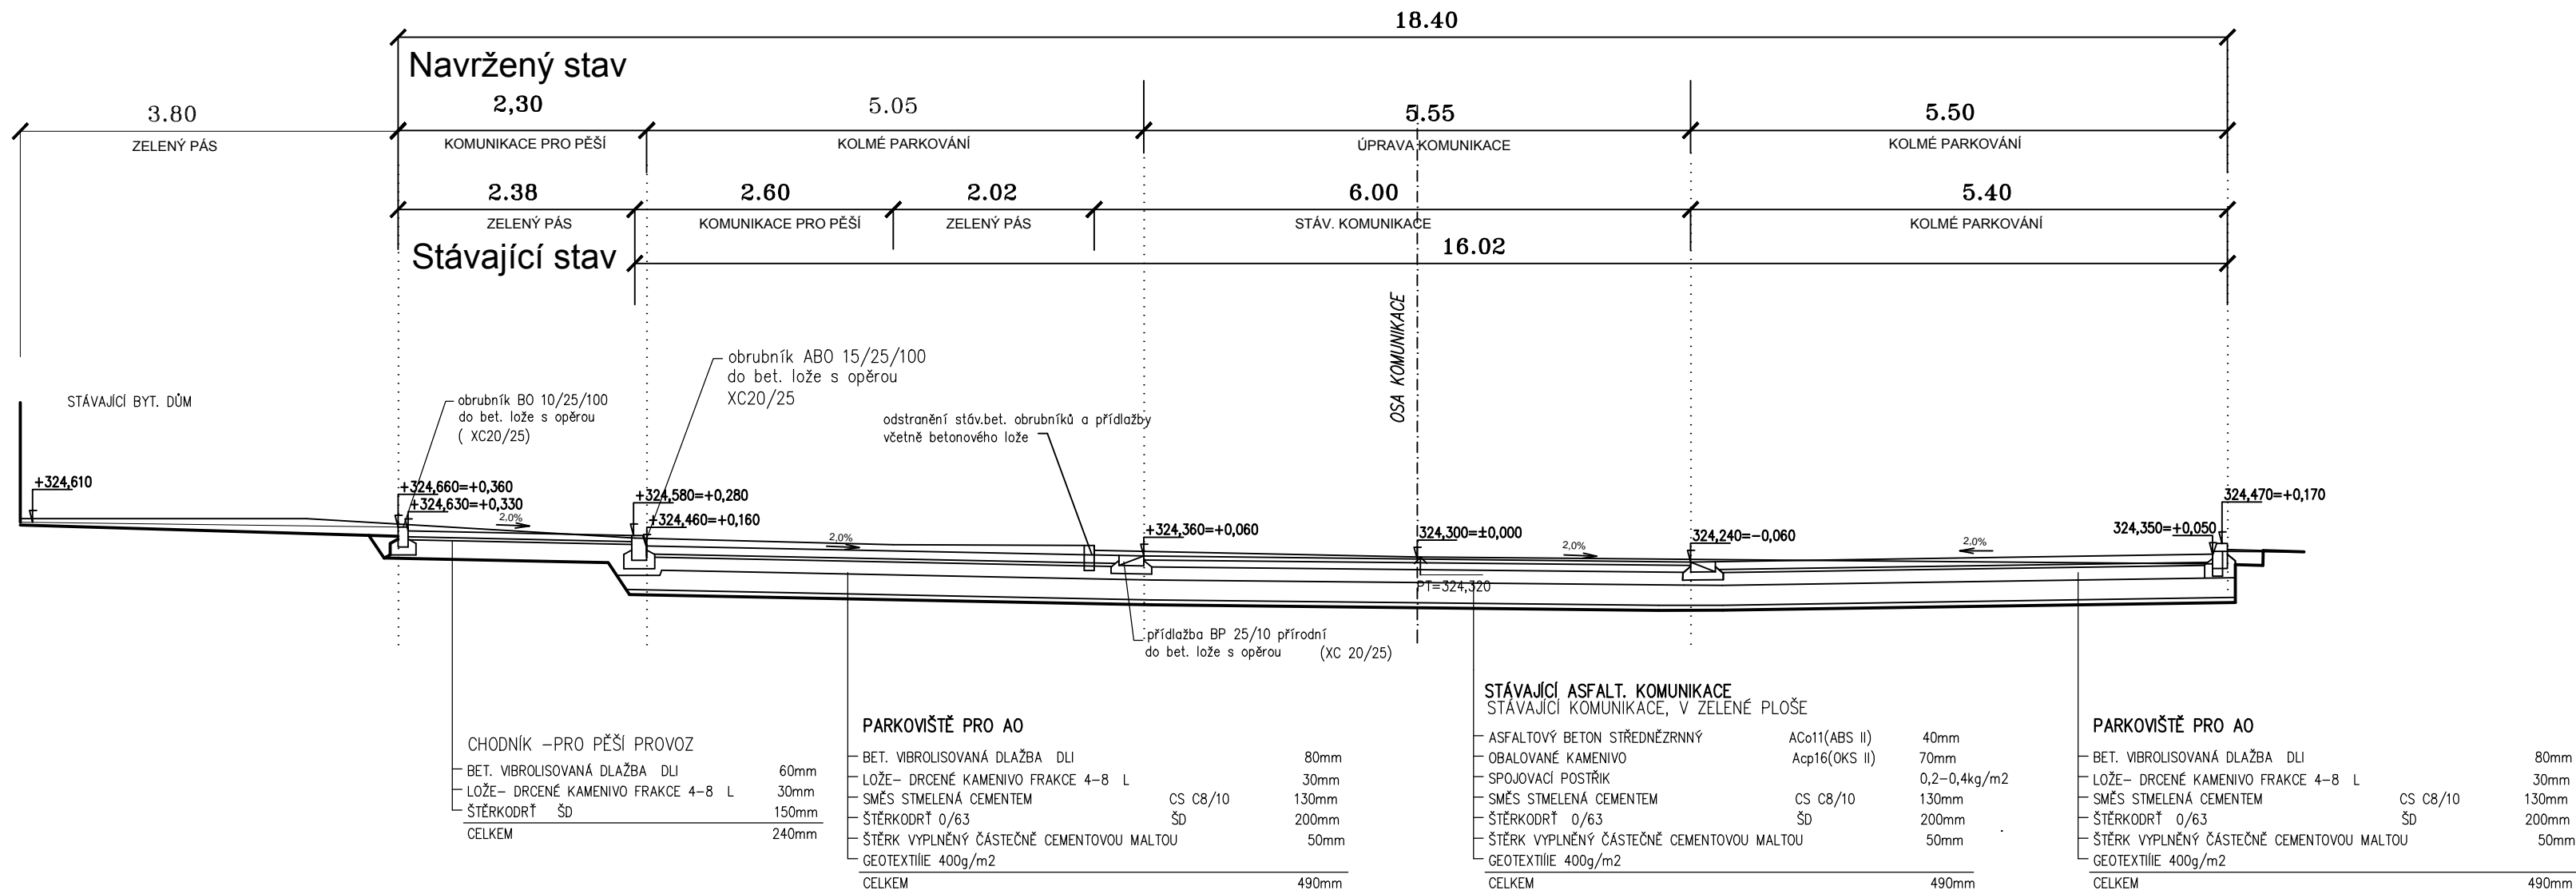 18.40
Navržený stav
3.80
2,30
5.05
5.55
5.50
ZELENÝ PÁS
KOMUNIKACE PRO PĚŠÍ
KOLMÉ PARKOVÁNÍ
ÚPRAVA KOMUNIKACE
KOLMÉ PARKOVÁNÍ
2.38
2.60
2.02
6.00
5.40
ZELENÝ PÁS
KOMUNIKACE PRO PĚŠÍ
ZELENÝ PÁS
STÁV. KOMUNIKACE
KOLMÉ PARKOVÁNÍ
Stávající stav
16.02
OSA KOMUNIKACE
STÁVAJÍCÍ BYT. DŮM
obrubník BO 10/25/100
do bet. lože s opěrou
( XC20/25)
obrubník ABO 15/25/100
do bet. lože s opěrou
XC20/25
odstranění stáv.bet. obrubníků a přídlažby
včetně betonového lože
+324,610
+324,660=+0,360
+324,630=+0,330
2,0%
+324,580=+0,280
+324,460=+0,160
2,0%
+324,360=+0,060
324,300=±0,000
2,0%
324,240=−0,060
2,0%
324,350=+0,050
324,470=+0,170
PT=324,320
přídlažba BP 25/10 přírodní
do bet. lože s opěrou (XC 20/25)
CHODNÍK −PRO PĚŠÍ PROVOZ
BET. VIBROLISOVANÁ DLAŽBA DLI 60mm
LOŽE− DRCENÉ KAMENIVO FRAKCE 4−8 L 30mm
ŠTĚRKODRŤ ŠD 150mm
CELKEM 240mm
PARKOVIŠTĚ PRO AO
BET. VIBROLISOVANÁ DLAŽBA DLI 80mm
LOŽE− DRCENÉ KAMENIVO FRAKCE 4−8 L 30mm
SMĚS STMELENÁ CEMENTEM CS C8/10 130mm
ŠTĚRKODRŤ 0/63 ŠD 200mm
ŠTĚRK VYPLNĚNÝ ČÁSTEČNĚ CEMENTOVOU MALTOU 50mm
GEOTEXTIĺIE 400g/m2
CELKEM 490mm
STÁVAJÍCÍ ASFALT. KOMUNIKACE
STÁVAJÍCÍ KOMUNIKACE, V ZELENÉ PLOŠE
ASFALTOVÝ BETON STŘEDNĚZRNNÝ ACo11(ABS II) 40mm
OBALOVANÉ KAMENIVO Acp16(OKS II) 70mm
SPOJOVACÍ POSTŘIK 0,2−0,4kg/m2
SMĚS STMELENÁ CEMENTEM CS C8/10 130mm
ŠTĚRKODRŤ 0/63 ŠD 200mm
ŠTĚRK VYPLNĚNÝ ČÁSTEČNĚ CEMENTOVOU MALTOU 50mm
GEOTEXTIĺIE 400g/m2
CELKEM 490mm
PARKOVIŠTĚ PRO AO
BET. VIBROLISOVANÁ DLAŽBA DLI 80mm
LOŽE− DRCENÉ KAMENIVO FRAKCE 4−8 L 30mm
SMĚS STMELENÁ CEMENTEM CS C8/10 130mm
ŠTĚRKODRŤ 0/63 ŠD 200mm
ŠTĚRK VYPLNĚNÝ ČÁSTEČNĚ CEMENTOVOU MALTOU 50mm
GEOTEXTIĺIE 400g/m2
CELKEM 490mm